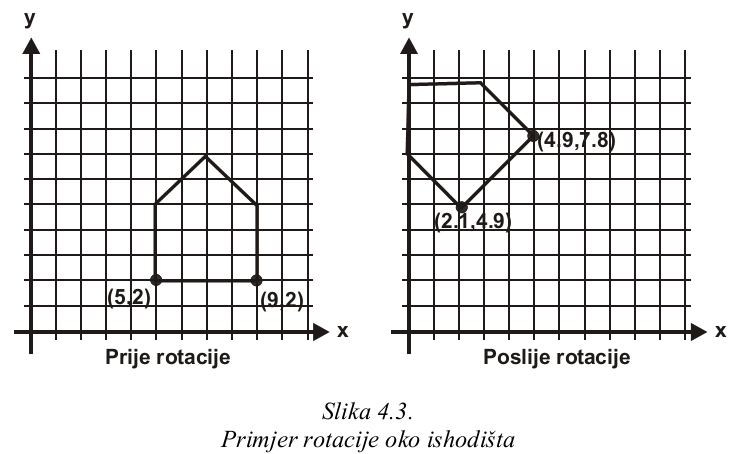 y
y
(4.9,7.8)
(2.1,4.9)
(5,2)
(9,2)
x
x
Prije rotacije
Poslije rotacije
Slika 4.3.
Primjer rotacije oko ishodišta